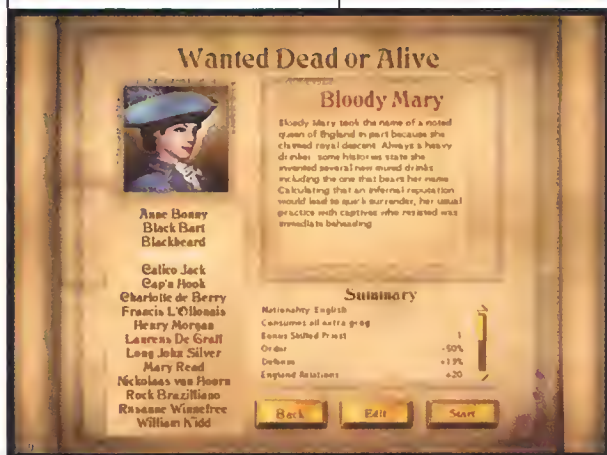 Wanted Dead or Alive
Bloody Mary
Bloody Mary took the name of a noted
queen of England in part because she
claimed royal descent. Always a heavy
drinker some histories state she
invented several new mixed drinks
including the one that bears her name.
Calculating that an infernal reputation
would lead to quick surrender, her usual
practice with captives who resisted was
immediate beheading
Anne Bonny
Black Bart
Blackbeard
Calico Jack
Cap'n Hook
Charlotte de Berry
Francis L'Ollonais
Henry Morgan
Laurens De Graff
Long John Silver
Mary Read
Nickolaas van Hoorn
Rock Brazilliano
Roxanne Winnefree
William Kidd
Summary
Nationality English
Consumes all extra grog
Bonus Skilled Priest 1
Order -50%
Defense +15%
England Relations +20
Back
Edit
Start